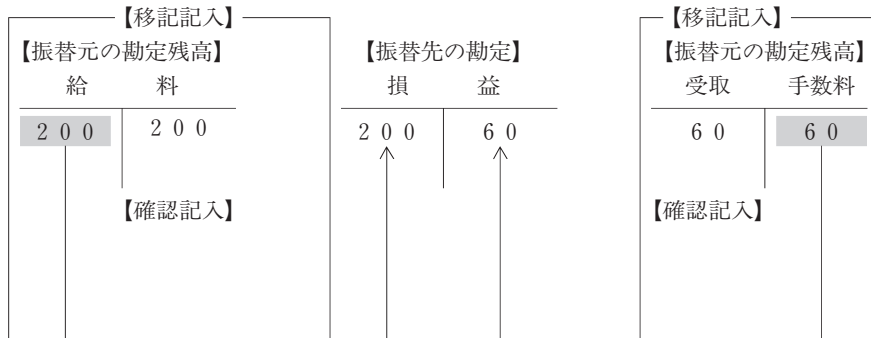 【移記記入】 【移記記入】
【振替元の勘定残高】 【振替先の勘定】 【振替元の勘定残高】
給 料 損 益 受取 手数料
200 200 200 60 60 60
【確認記入】 【確認記入】